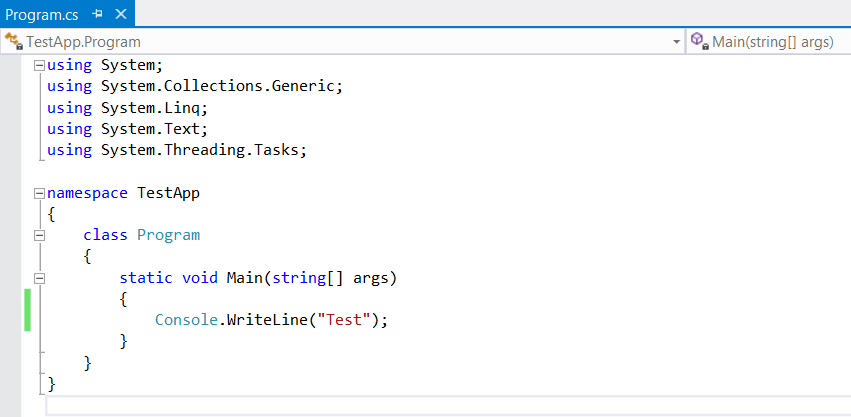 Program.cs
TestApp.Program
Main(string[] args)
using System;
using System.Collections.Generic;
using System.Linq;
using System.Text;
using System.Threading.Tasks;
namespace TestApp
{
    class Program
    {
        static void Main(string[] args)
        {
            Console.WriteLine("Test");
        }
    }
}